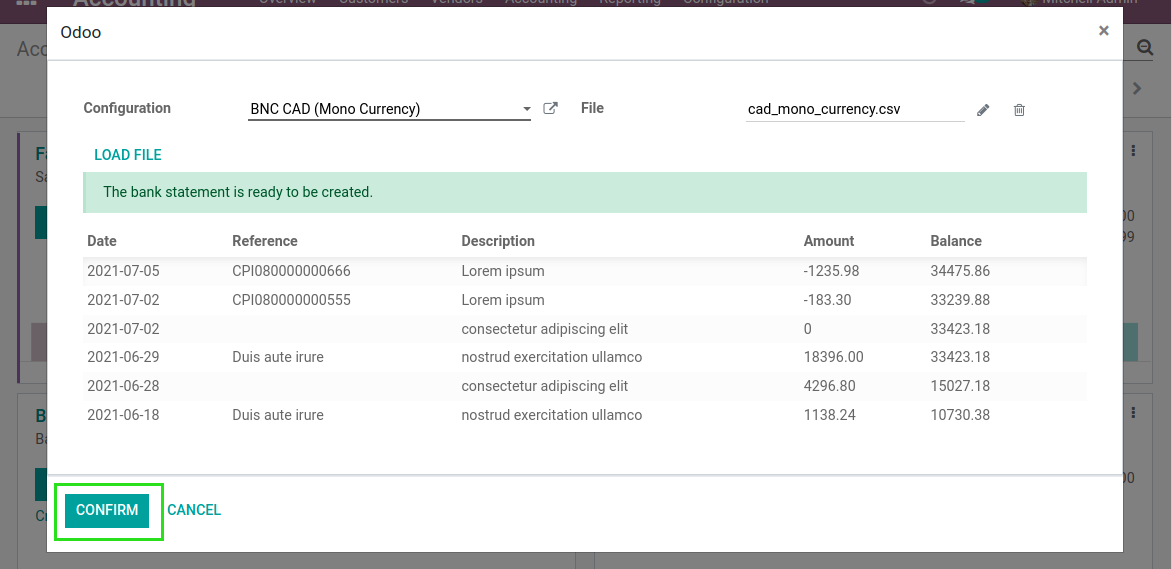 Accounting Overview Customers Vendors Accounting Reporting Configuration Mitchell Admin
Odoo ×
Acc
Configuration BNC CAD (Mono Currency) File cad_mono_currency.csv
LOAD FILE
The bank statement is ready to be created.
Date Reference Description Amount Balance
2021-07-05 CPI080000000666 Lorem ipsum -1235.98 34475.86
2021-07-02 CPI080000000555 Lorem ipsum -183.30 33239.88
2021-07-02 consectetur adipiscing elit 0 33423.18
2021-06-29 Duis aute irure nostrud exercitation ullamco 18396.00 33423.18
2021-06-28 consectetur adipiscing elit 4296.80 15027.18
2021-06-18 Duis aute irure nostrud exercitation ullamco 1138.24 10730.38
CONFIRM CANCEL